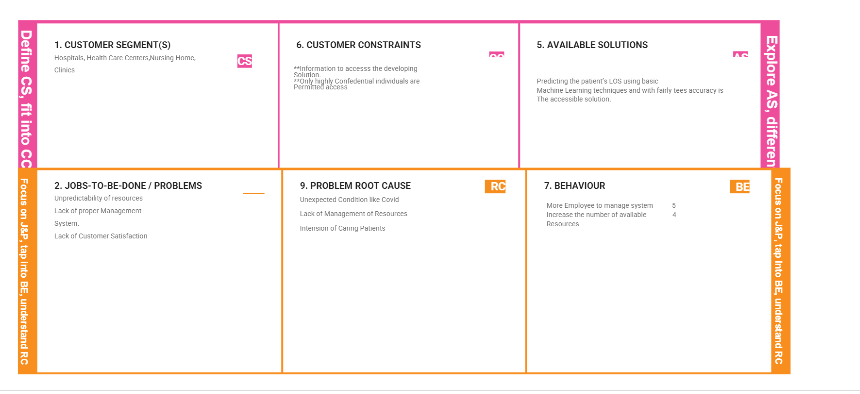 Define CS, fit into CC
1. CUSTOMER SEGMENT(S)
CS
Hospitals, Health Care Centers,Nursing Home,
Clinics
6. CUSTOMER CONSTRAINTS
**Information to accesss the developing
Solution
**Only highly Confedential individuals are
Permitted access
5. AVAILABLE SOLUTIONS
AS
Predicting the patient's LOS using basic
Machine Learning techniques and with fairly tees accuracy is
The accessible solution.
Explore AS, differen
Focus on J&P, tap into BE, understand RC
2. JOBS-TO-BE-DONE / PROBLEMS
Unpredictability of resources
Lack of proper Management
System.
Lack of Customer Satisfaction
9. PROBLEM ROOT CAUSE
RC
Unexpected Condition like Covid
Lack of Management of Resources
Intension of Caring Patients
7. BEHAVIOUR
BE
More Employee to manage system 5
Increase the number of available 4
Resources
Focus on J&P, tap into BE, understand RC